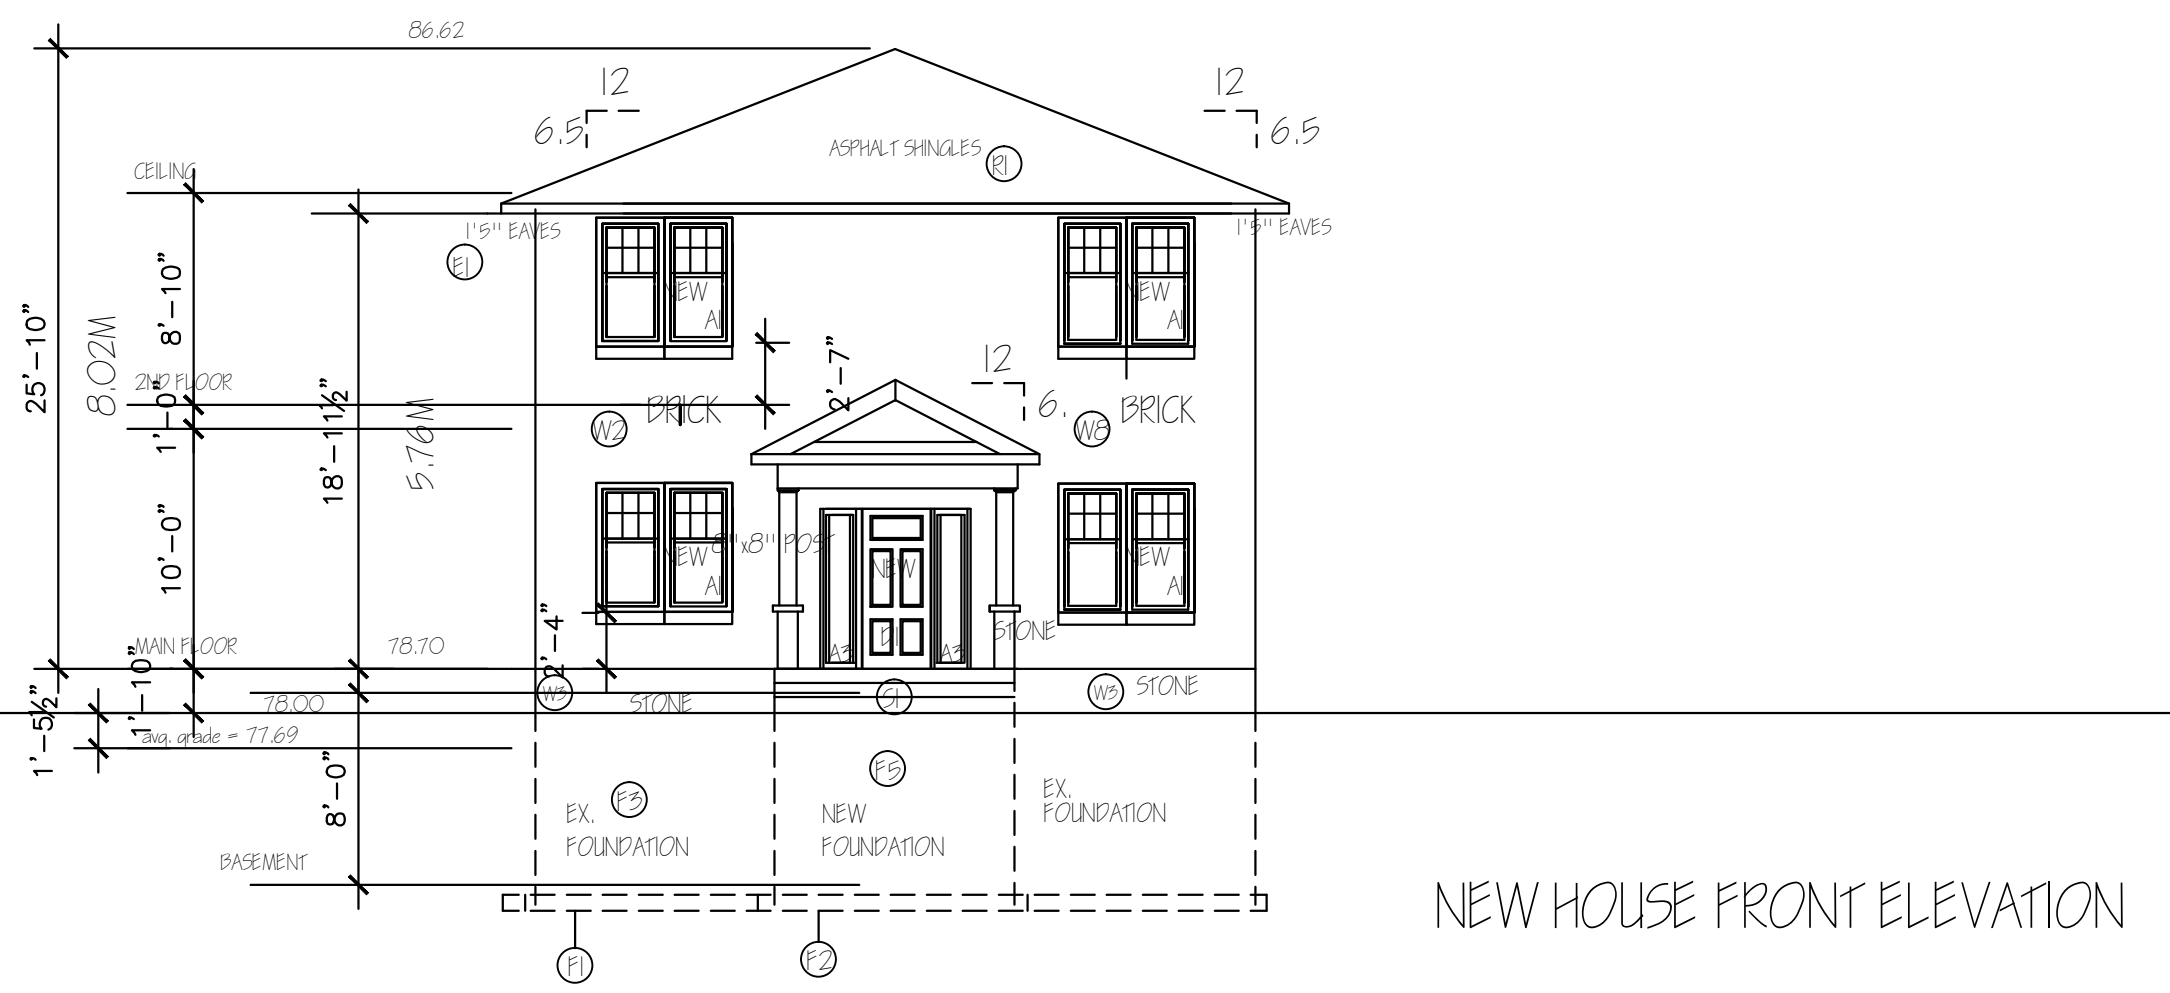 86.62
12
12
6.5
6.5
ASPHALT SHINGLES
R1
CEILING
1'5" EAVES
1'5" EAVES
E1
8'-10"
NEW
A1
NEW
A1
25'-10"
8.02M
2'-7"
12
6.
2ND FLOOR
1'-0"
18'-11½"
5.76M
BRICK
BRICK
W2
W8
10'-0"
8"x8" POST
NEW
A1
NEW
NEW
A1
2'-4"
D1
STONE
A3
A3
MAIN FLOOR
78.70
1'-10"
W3
STONE
S1
W3
STONE
78.00
1'-5½"
avg. grade = 77.69
8'-0"
F3
F5
EX.
FOUNDATION
NEW
FOUNDATION
EX.
FOUNDATION
BASEMENT
NEW HOUSE FRONT ELEVATION
F1
F2